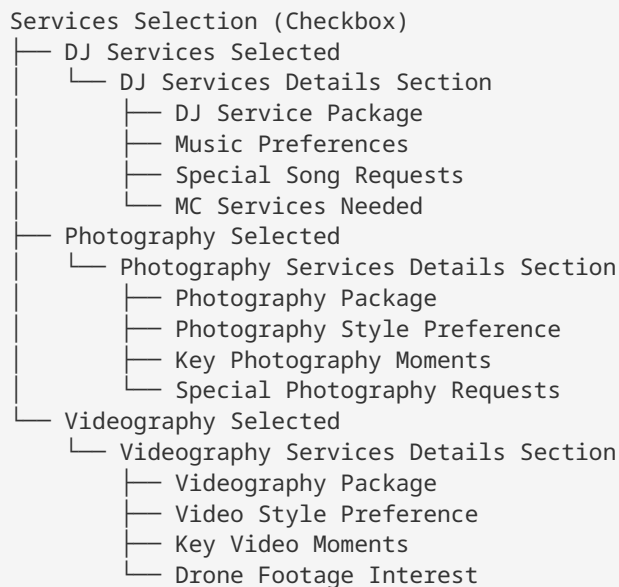 Services Selection (Checkbox)
├── DJ Services Selected
│   └── DJ Services Details Section
│       ├── DJ Service Package
│       ├── Music Preferences
│       ├── Special Song Requests
│       └── MC Services Needed
├── Photography Selected
│   └── Photography Services Details Section
│       ├── Photography Package
│       ├── Photography Style Preference
│       ├── Key Photography Moments
│       └── Special Photography Requests
└── Videography Selected
    └── Videography Services Details Section
        ├── Videography Package
        ├── Video Style Preference
        ├── Key Video Moments
        └── Drone Footage Interest